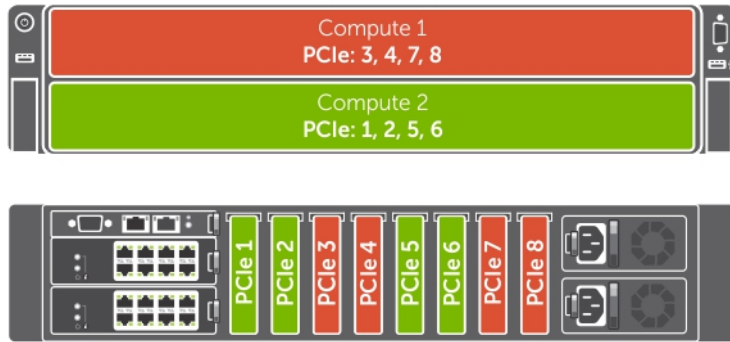 Compute 1
PCIe: 3, 4, 7, 8
Compute 2
PCIe: 1, 2, 5, 6
PCIe 1
PCIe 2
PCIe 3
PCIe 4
PCIe 5
PCIe 6
PCIe 7
PCIe 8